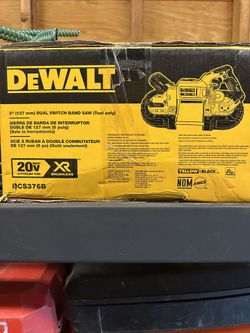 DEWALT
5" (127 mm) DUAL SWITCH BAND SAW (Tool only)
SIERRA DE BANDA DE INTERRUPTOR
DOBLE DE 127 mm (5 pulg)
(Solo la herramienta)
SCIE À RUBAN À DOUBLE COMMUTATEUR
DE 127 mm (5 po) (Outil seulement)
20V
XR
BRUSHLESS
DCS376B
YELLOW+BLACK
NOM